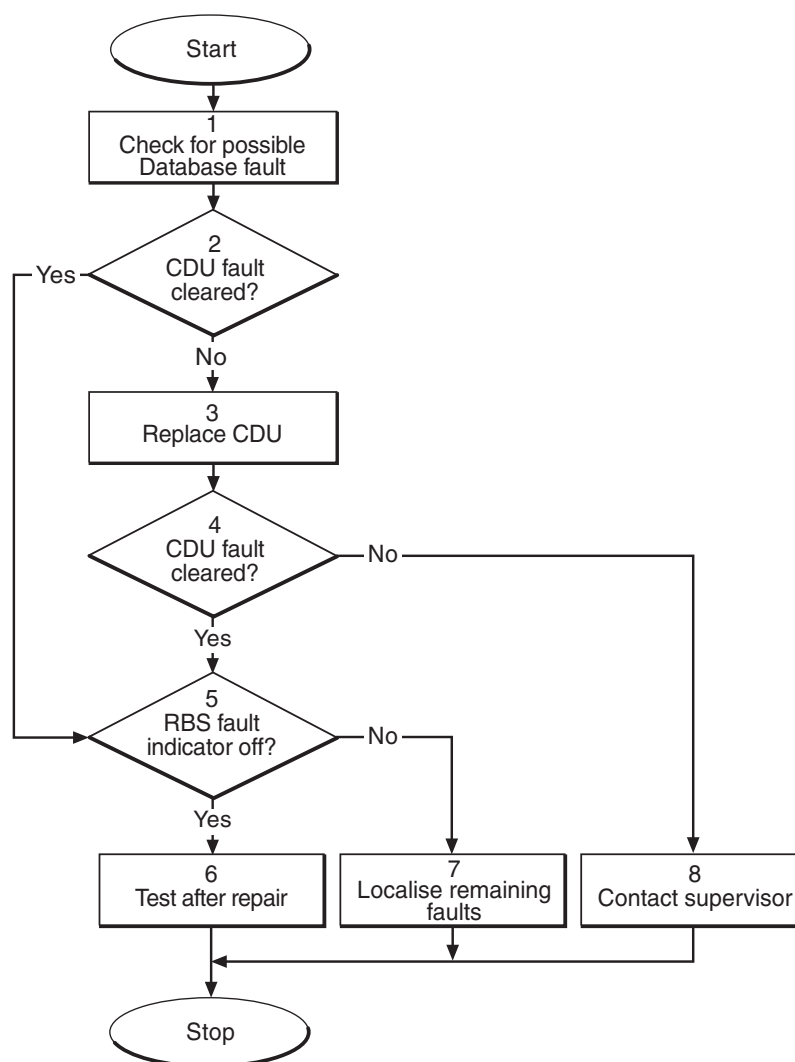 Start
1
Check for possible
Database fault
2
CDU fault
cleared?
Yes
No
3
Replace CDU
4
CDU fault
cleared?
No
Yes
5
RBS fault
indicator off?
No
Yes
6
Test after repair
7
Localise remaining
faults
8
Contact supervisor
Stop